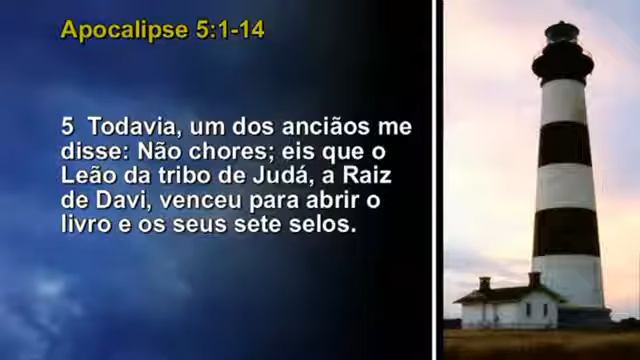 Apocalipse 5:1-14
5 Todavia, um dos anciãos me
disse: Não chores; eis que o
Leão da tribo de Judá, a Raiz
de Davi, venceu para abrir o
livro e os seus sete selos.